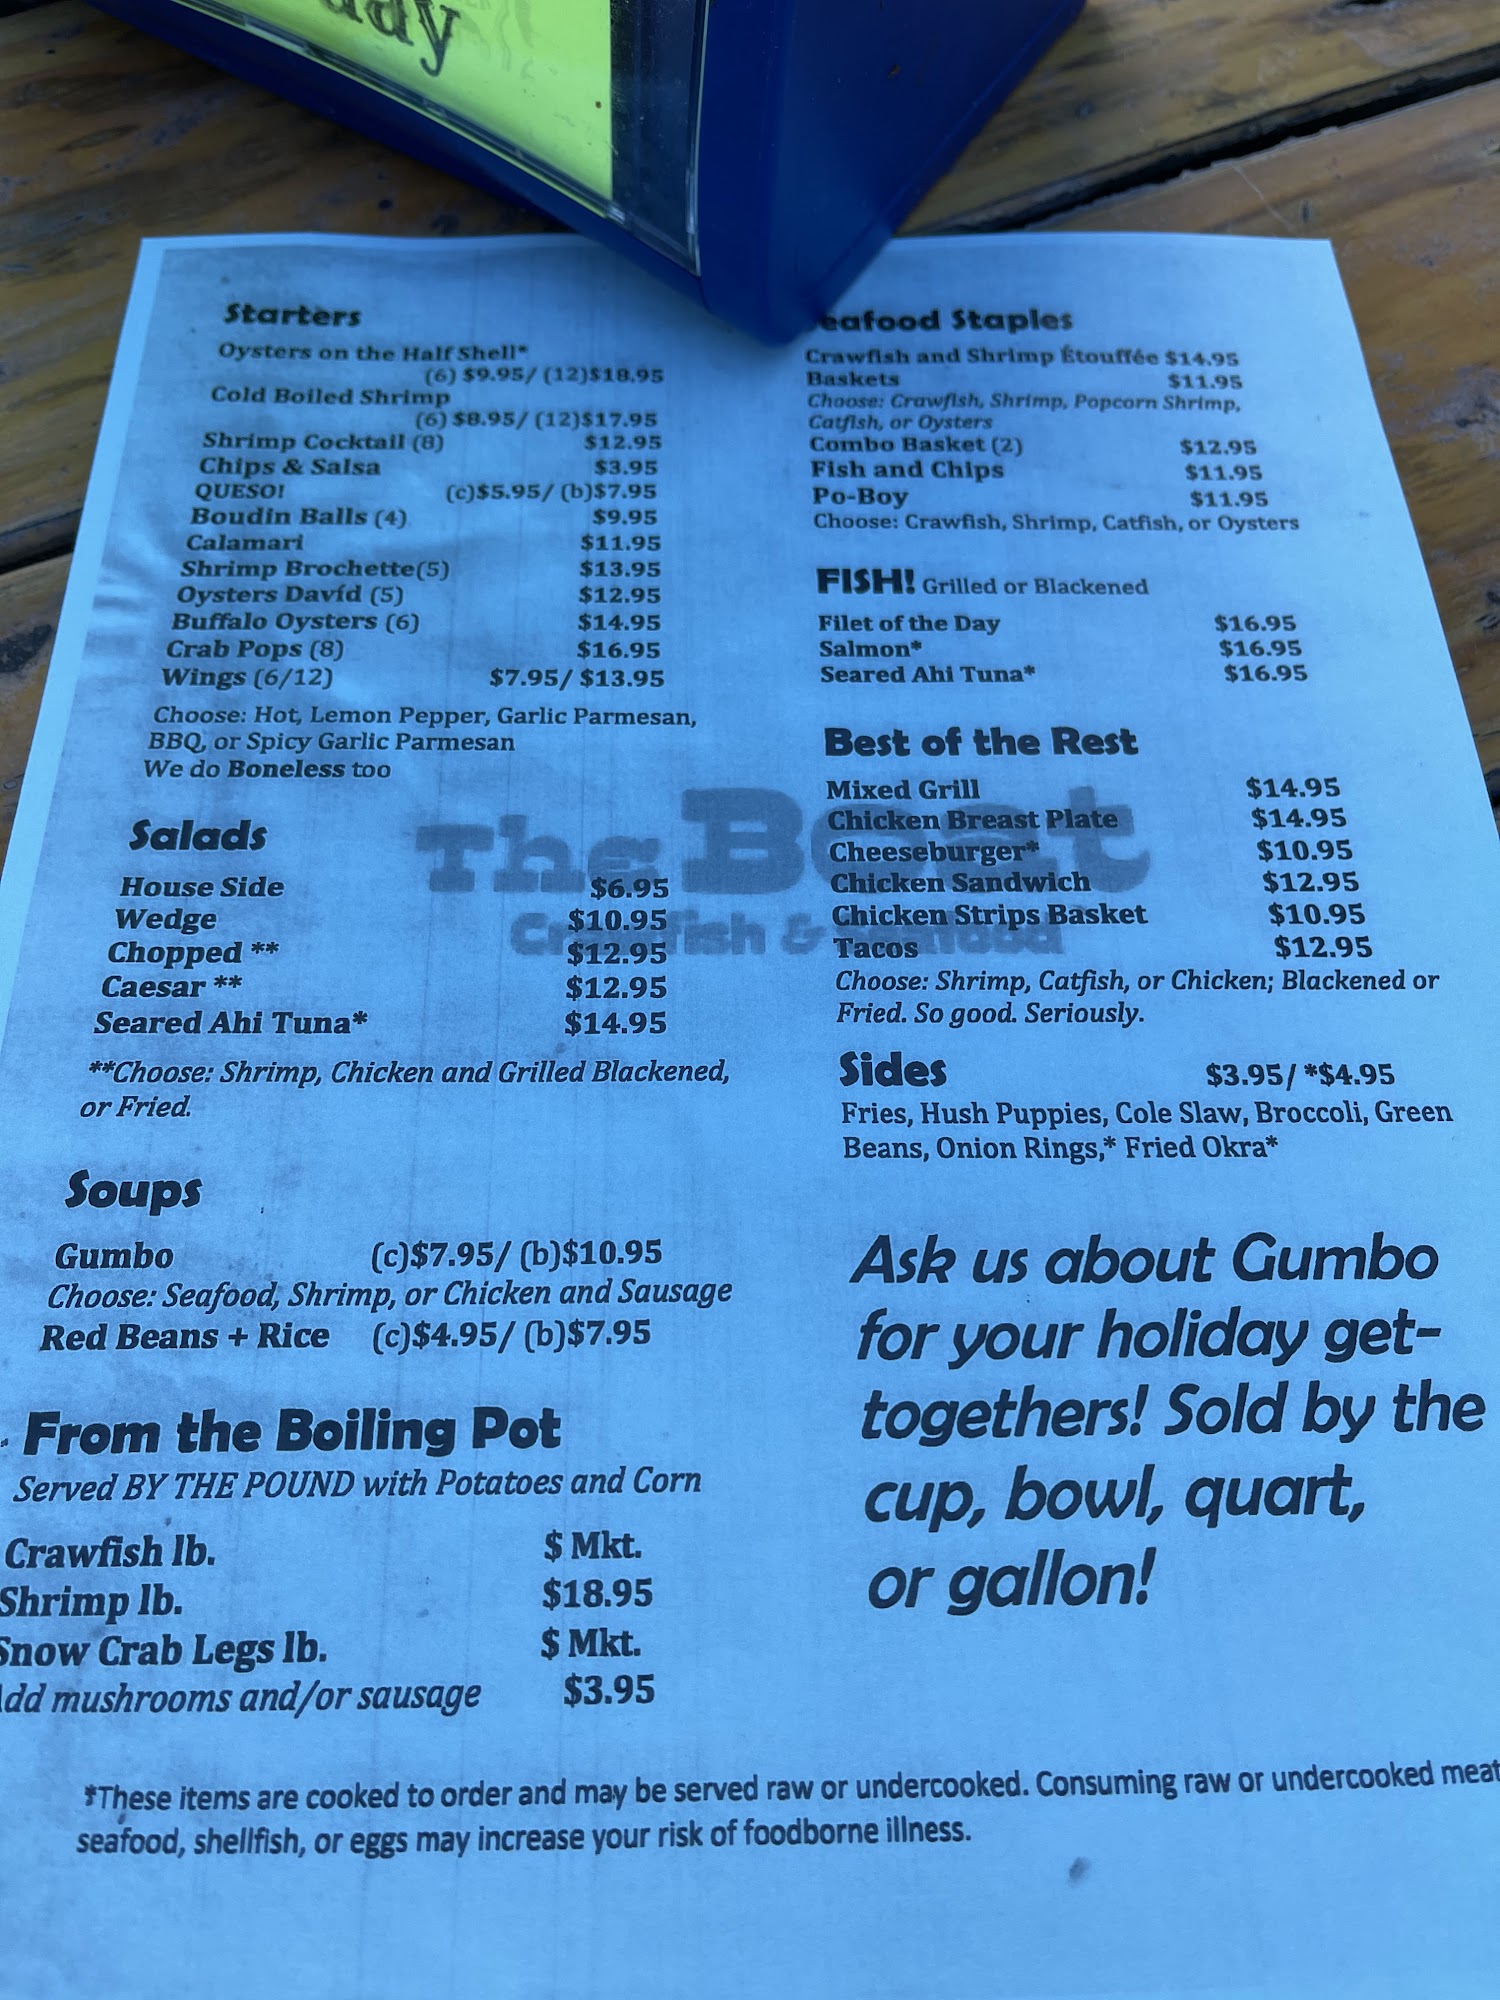 Starters
Oysters on the Half Shell*
(6) $9.95/ (12)$18.95
Cold Boiled Shrimp
(6) $8.95/ (12)$17.95
Shrimp Cocktail (8) $12.95
Chips & Salsa $3.95
QUESO! (c)$5.95/ (b)$7.95
Boudin Balls (4) $9.95
Calamari $11.95
Shrimp Brochette(5) $13.95
Oysters Davíd (5) $12.95
Buffalo Oysters (6) $14.95
Crab Pops (8) $16.95
Wings (6/12) $7.95/ $13.95
Choose: Hot, Lemon Pepper, Garlic Parmesan,
BBQ, or Spicy Garlic Parmesan
We do Boneless too
Salads
House Side $6.95
Wedge $10.95
Chopped ** $12.95
Caesar ** $12.95
Seared Ahi Tuna* $14.95
**Choose: Shrimp, Chicken and Grilled Blackened,
or Fried.
Soups
Gumbo (c)$7.95/ (b)$10.95
Choose: Seafood, Shrimp, or Chicken and Sausage
Red Beans + Rice (c)$4.95/ (b)$7.95
From the Boiling Pot
Served BY THE POUND with Potatoes and Corn
Crawfish lb. $ Mkt.
Shrimp lb. $18.95
Snow Crab Legs lb. $ Mkt.
Add mushrooms and/or sausage $3.95
eafood Staples
Crawfish and Shrimp Étouffée $14.95
Baskets $11.95
Choose: Crawfish, Shrimp, Popcorn Shrimp,
Catfish, or Oysters
Combo Basket (2) $12.95
Fish and Chips $11.95
Po-Boy $11.95
Choose: Crawfish, Shrimp, Catfish, or Oysters
FISH! Grilled or Blackened
Filet of the Day $16.95
Salmon* $16.95
Seared Ahi Tuna* $16.95
Best of the Rest
Mixed Grill $14.95
Chicken Breast Plate $14.95
Cheeseburger* $10.95
Chicken Sandwich $12.95
Chicken Strips Basket $10.95
Tacos $12.95
Choose: Shrimp, Catfish, or Chicken; Blackened or
Fried. So good. Seriously.
Sides $3.95/ *$4.95
Fries, Hush Puppies, Cole Slaw, Broccoli, Green
Beans, Onion Rings,* Fried Okra*
Ask us about Gumbo
for your holiday get-
togethers! Sold by the
cup, bowl, quart,
or gallon!
The Boat
Crawfish & Seafood
*These items are cooked to order and may be served raw or undercooked. Consuming raw or undercooked meat
seafood, shellfish, or eggs may increase your risk of foodborne illness.